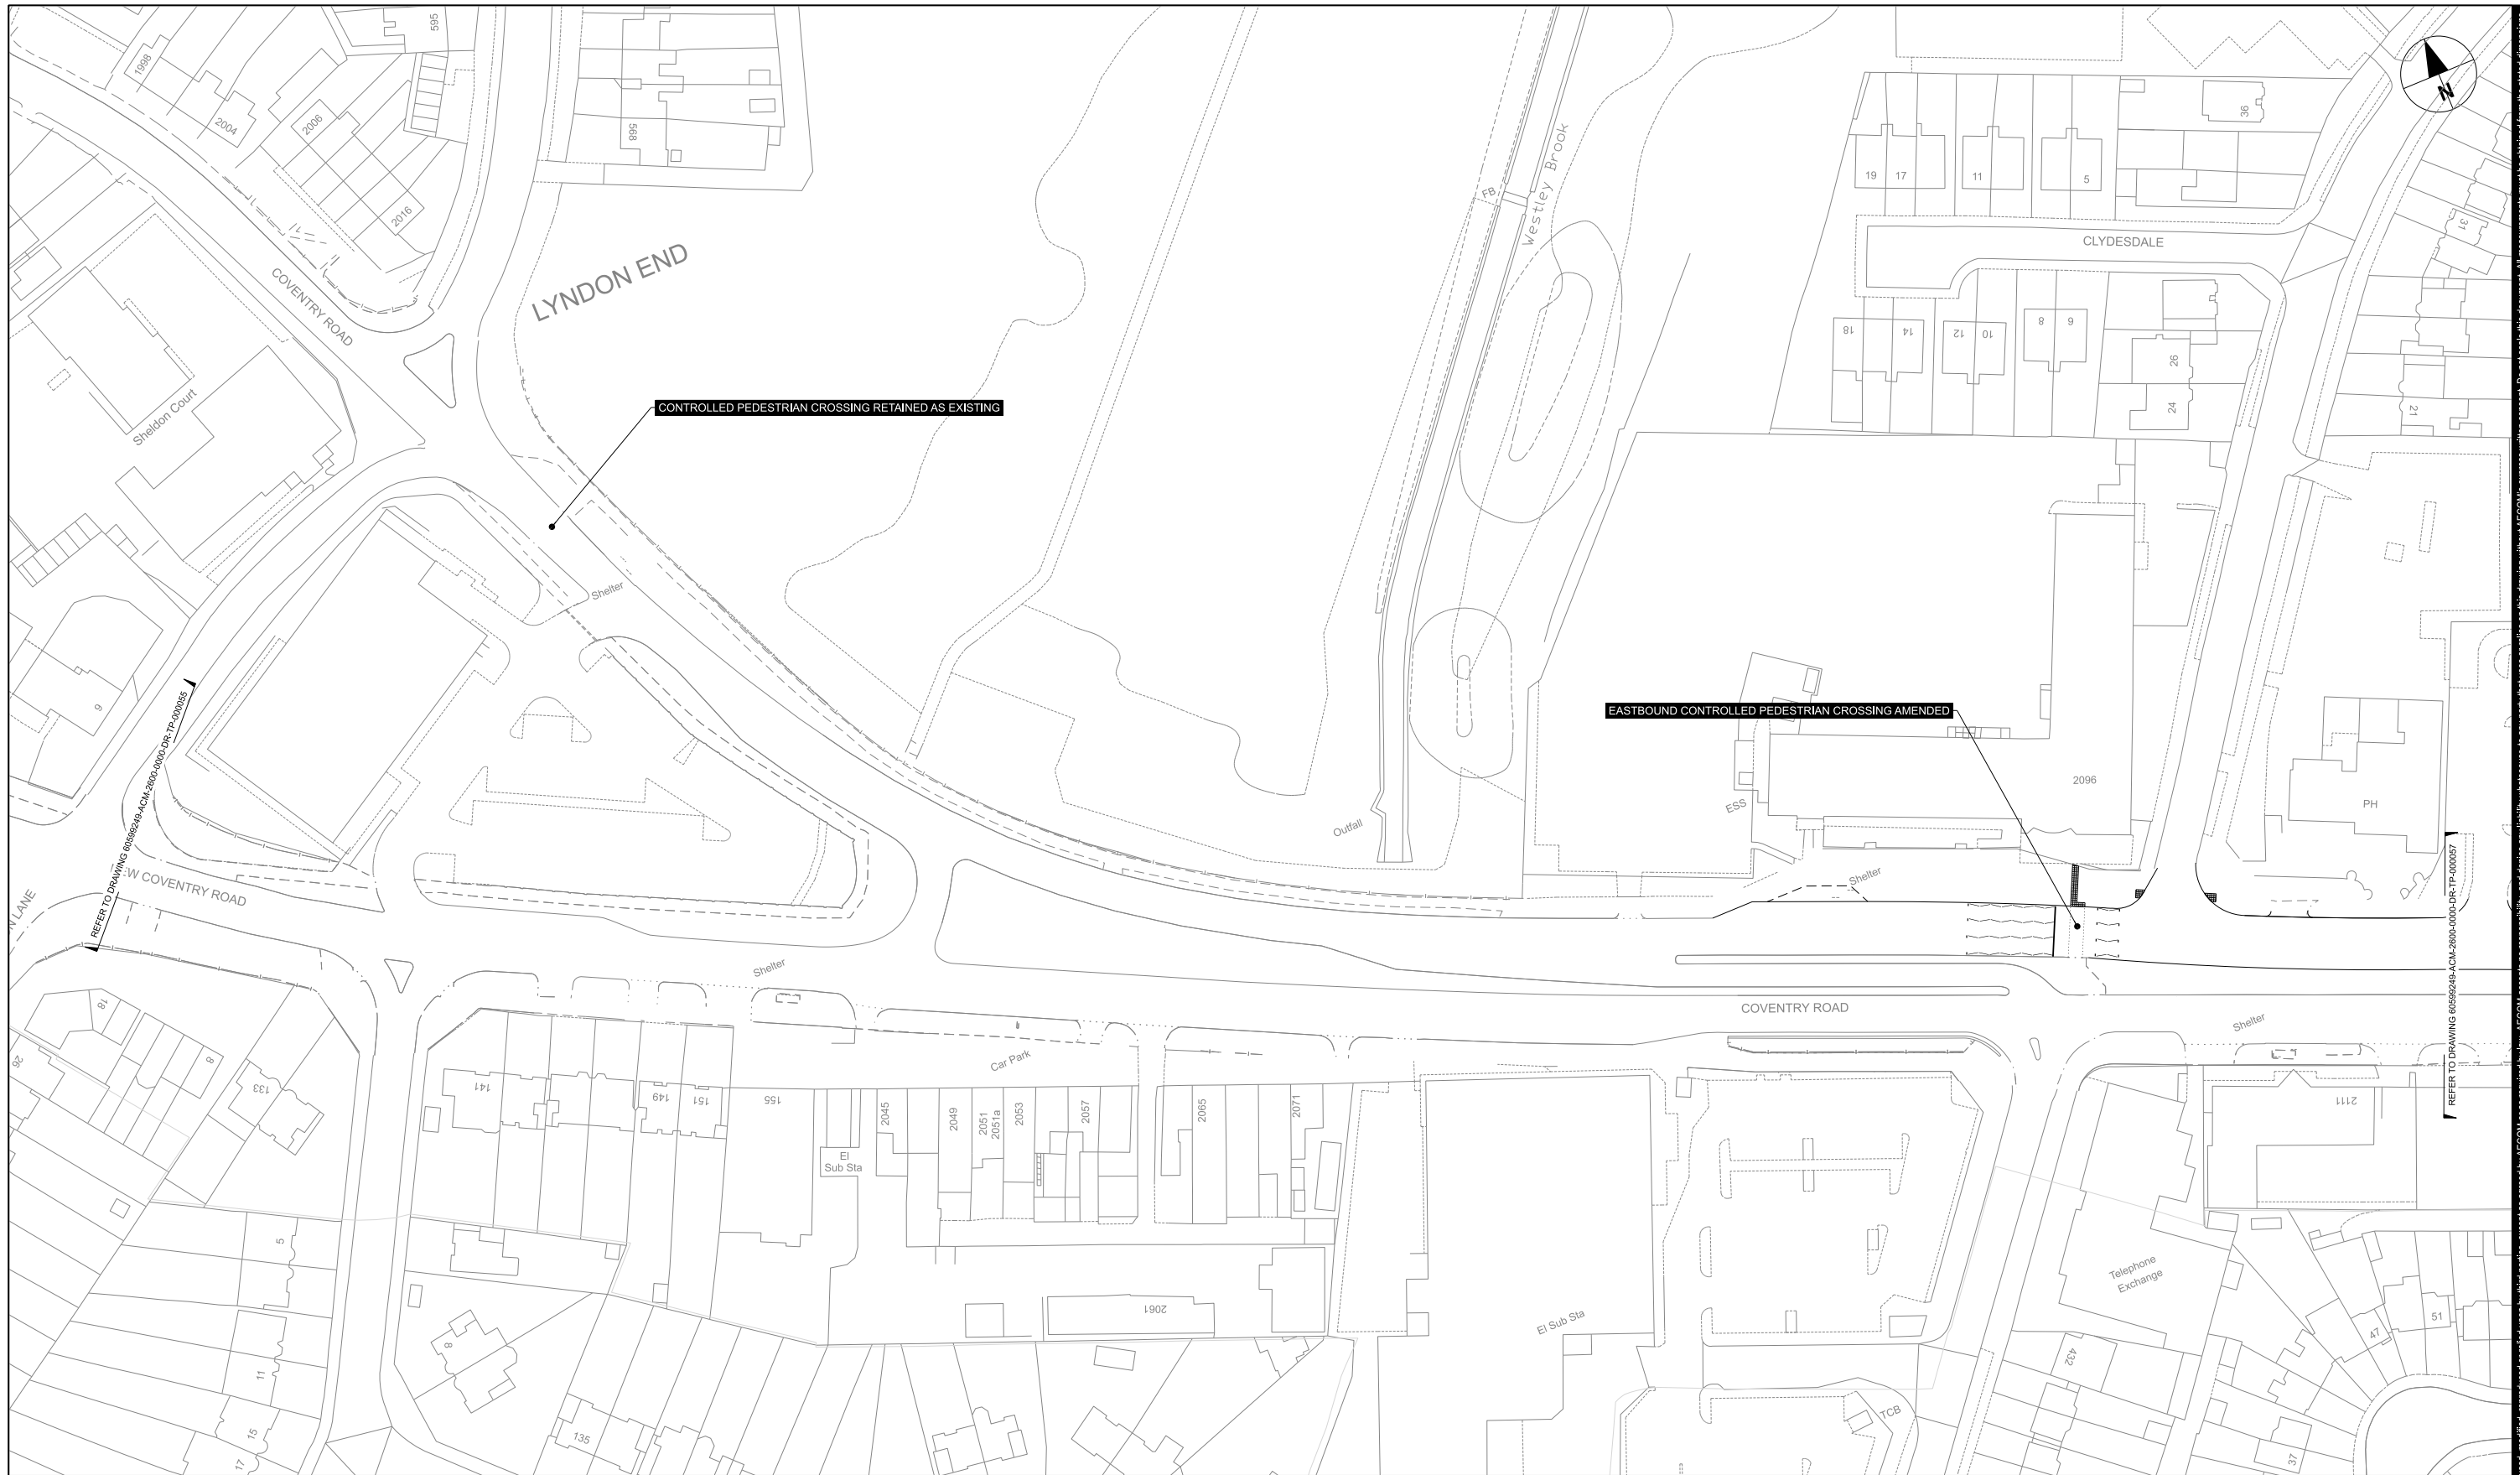 595
1998
2004
2006
2016
568
36
19
17
11
5
FB
Westley Brook
31
CLYDESDALE
COVENTRY ROAD
LYNDON END
18
14
12
10
8
6
26
24
21
Sheldon Court
CONTROLLED PEDESTRIAN CROSSING RETAINED AS EXISTING
Shelter
9
REFER TO DRAWING 60599249-ACM-2600-0000-DR-TP-000055
EASTBOUND CONTROLLED PEDESTRIAN CROSSING AMENDED
2096
ESS
PH
Outfall
Shelter
W COVENTRY ROAD
LANE
REFER TO DRAWING 60599249-ACM-2600-0000-DR-TP-000057
Shelter
COVENTRY ROAD
Shelter
18
8
26
133
Car Park
141
149
151
155
2045
2049
2051
2051a
2053
2057
2065
2071
2111
El
Sub Sta
5
Telephone
Exchange
2061
El Sub Sta
8
11
15
17
135
432
47
51
TCB
37
N